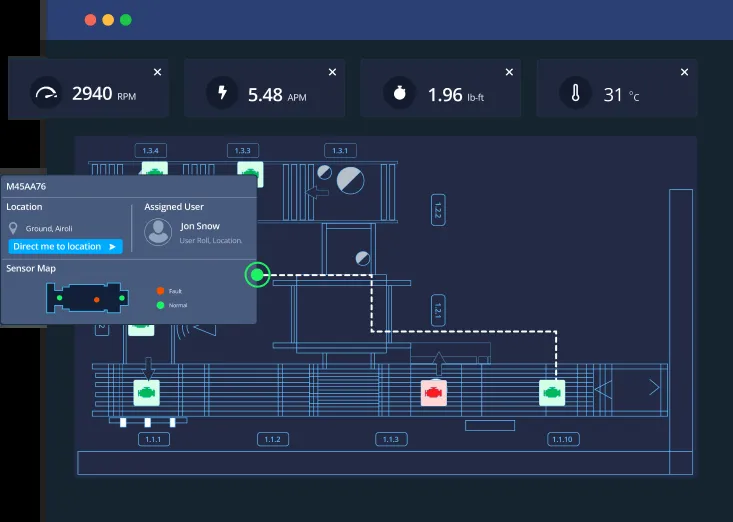 2940 RPM
5.48 APM
1.96 lb-ft
31 °C
1.3.4
1.3.3
1.3.1
M45AA76
Location
Assigned User
Ground, Airoli
Jon Snow
User Roll, Location.
Direct me to location
Sensor Map
Fault
Normal
1.2.2
1.2.1
1.1.1
1.1.2
1.1.3
1.1.10